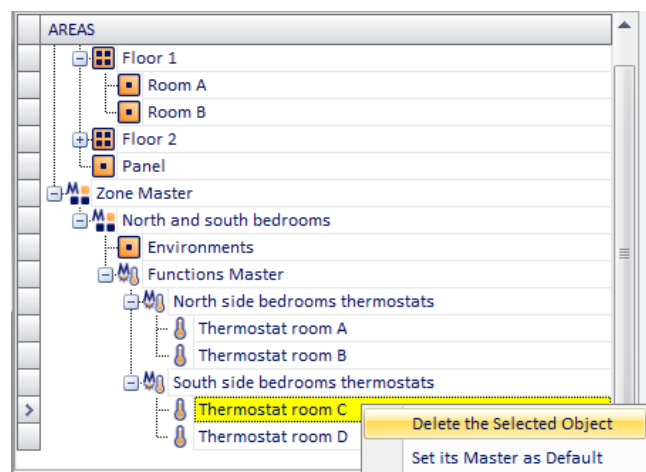 AREAS
Floor 1
Room A
Room B
Floor 2
Panel
Zone Master
North and south bedrooms
Environments
Functions Master
North side bedrooms thermostats
Thermostat room A
Thermostat room B
South side bedrooms thermostats
Thermostat room C
Delete the Selected Object
Thermostat room D
Set its Master as Default